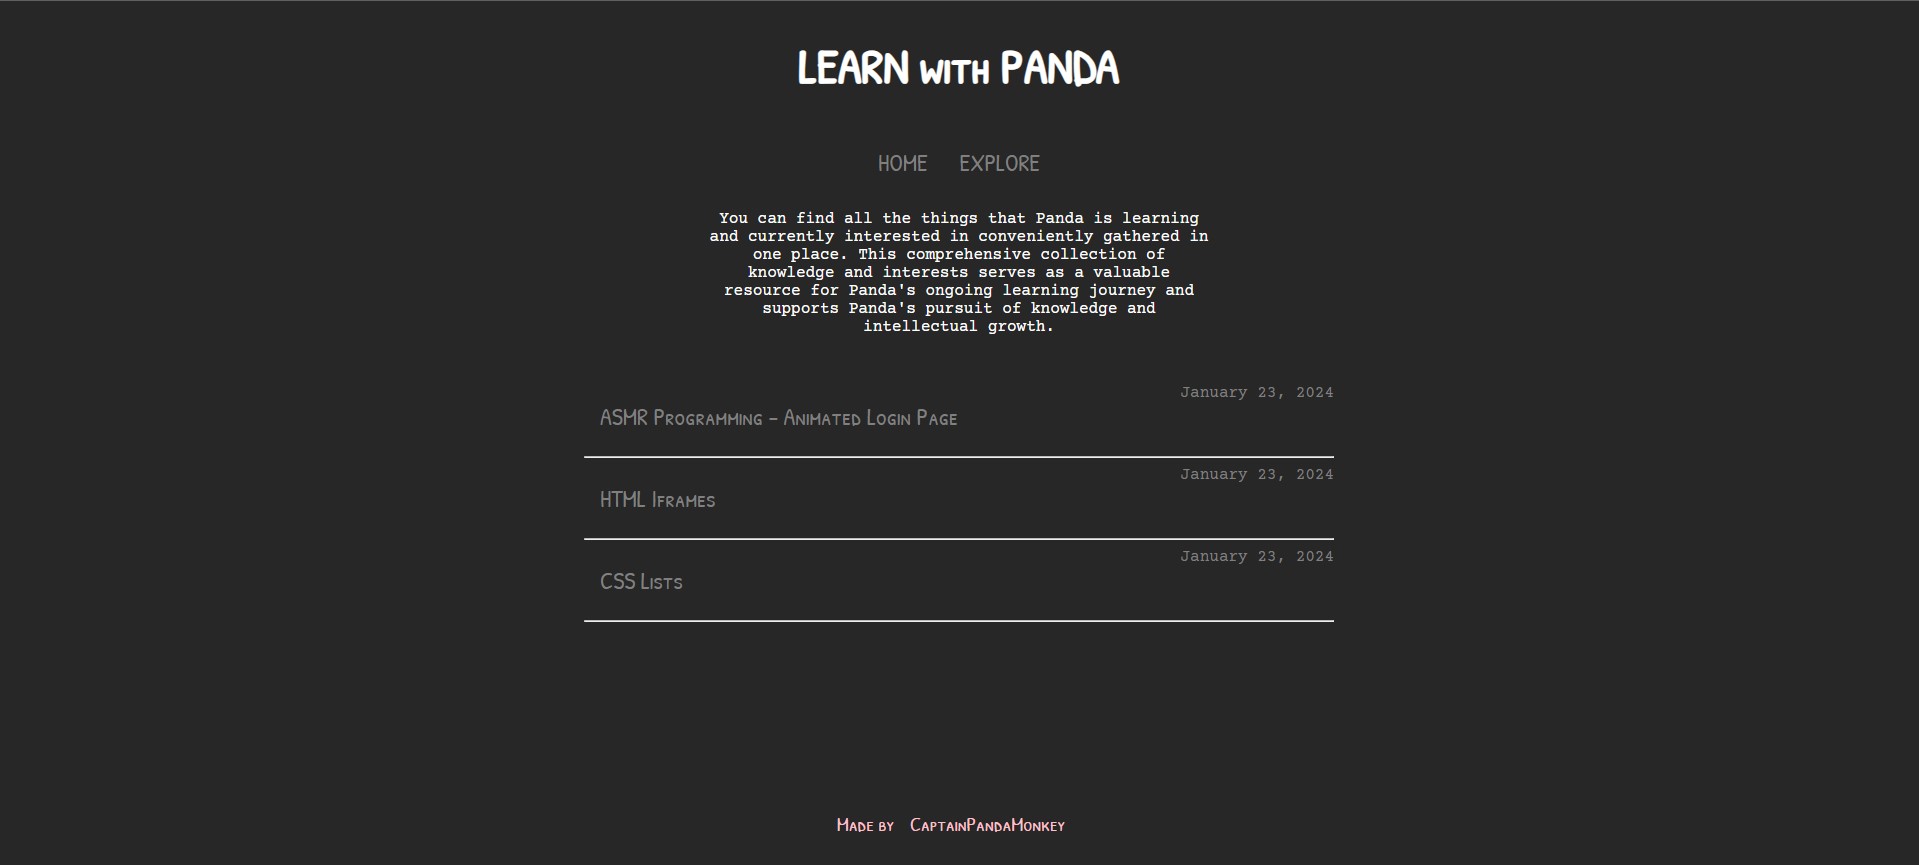 LEARN with PANDA
HOME EXPLORE
You can find all the things that Panda is learning
and currently interested in conveniently gathered in
one place. This comprehensive collection of
knowledge and interests serves as a valuable
resource for Panda's ongoing learning journey and
supports Panda's pursuit of knowledge and
intellectual growth.
January 23, 2024
ASMR Programming - Animated Login Page
January 23, 2024
HTML Iframes
January 23, 2024
CSS Lists
Made by CaptainPandaMonkey